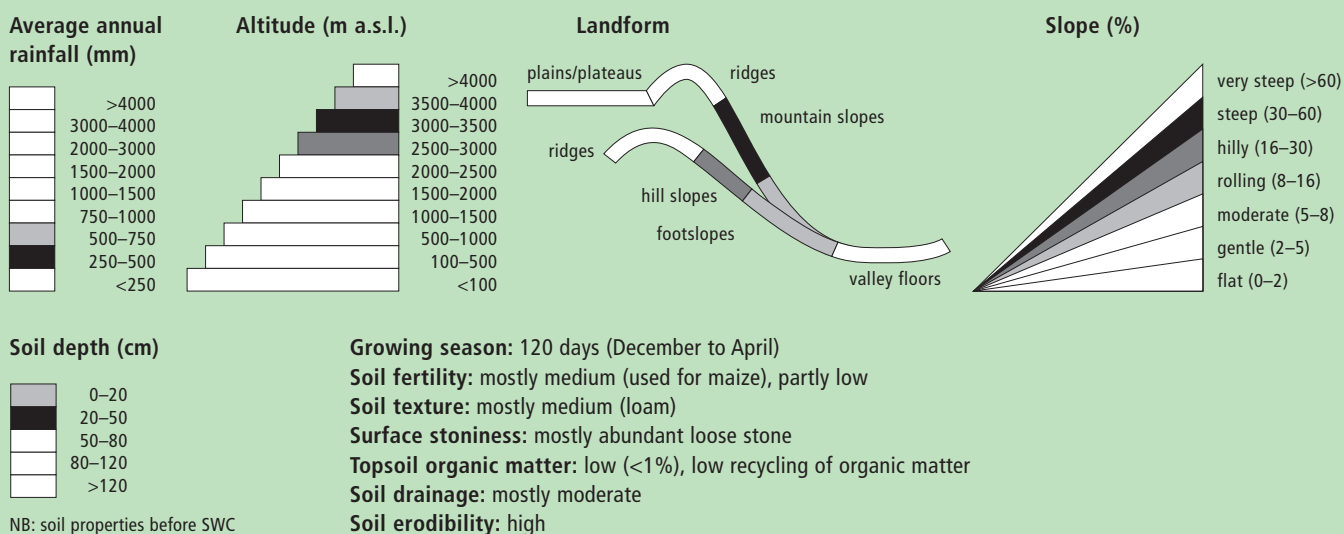 Average annual
rainfall (mm)
>4000
3000–4000
2000–3000
1500–2000
1000–1500
750–1000
500–750
250–500
<250
Altitude (m a.s.l.)
>4000
3500–4000
3000–3500
2500–3000
2000–2500
1500–2000
1000–1500
500–1000
100–500
<100
Landform
plains/plateaus
ridges
mountain slopes
ridges
hill slopes
footslopes
valley floors
Slope (%)
very steep (>60)
steep (30–60)
hilly (16–30)
rolling (8–16)
moderate (5–8)
gentle (2–5)
flat (0–2)
Soil depth (cm)
0–20
20–50
50–80
80–120
>120
NB: soil properties before SWC
Growing season: 120 days (December to April)
Soil fertility: mostly medium (used for maize), partly low
Soil texture: mostly medium (loam)
Surface stoniness: mostly abundant loose stone
Topsoil organic matter: low (<1%), low recycling of organic matter
Soil drainage: mostly moderate
Soil erodibility: high